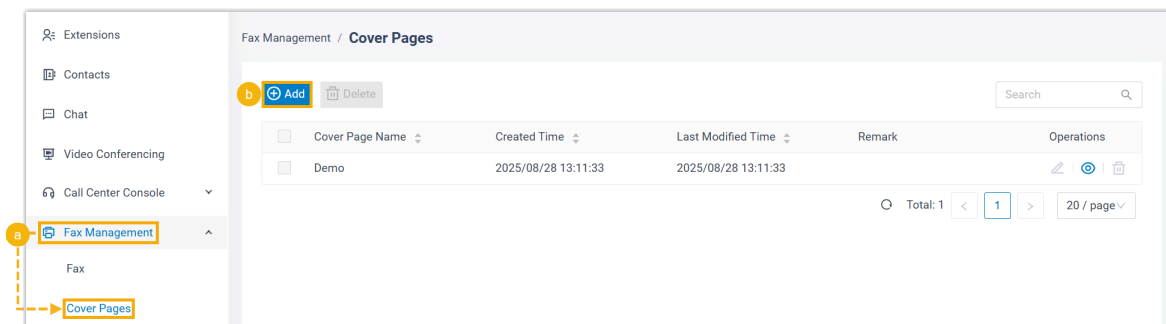 Extensions
Contacts
Chat
Video Conferencing
Call Center Console
a Fax Management
Fax
Cover Pages
Fax Management / Cover Pages
b Add Delete Search
Cover Page Name Created Time Last Modified Time Remark Operations
Demo 2025/08/28 13:11:33 2025/08/28 13:11:33
Total: 1 < 1 > 20 / page